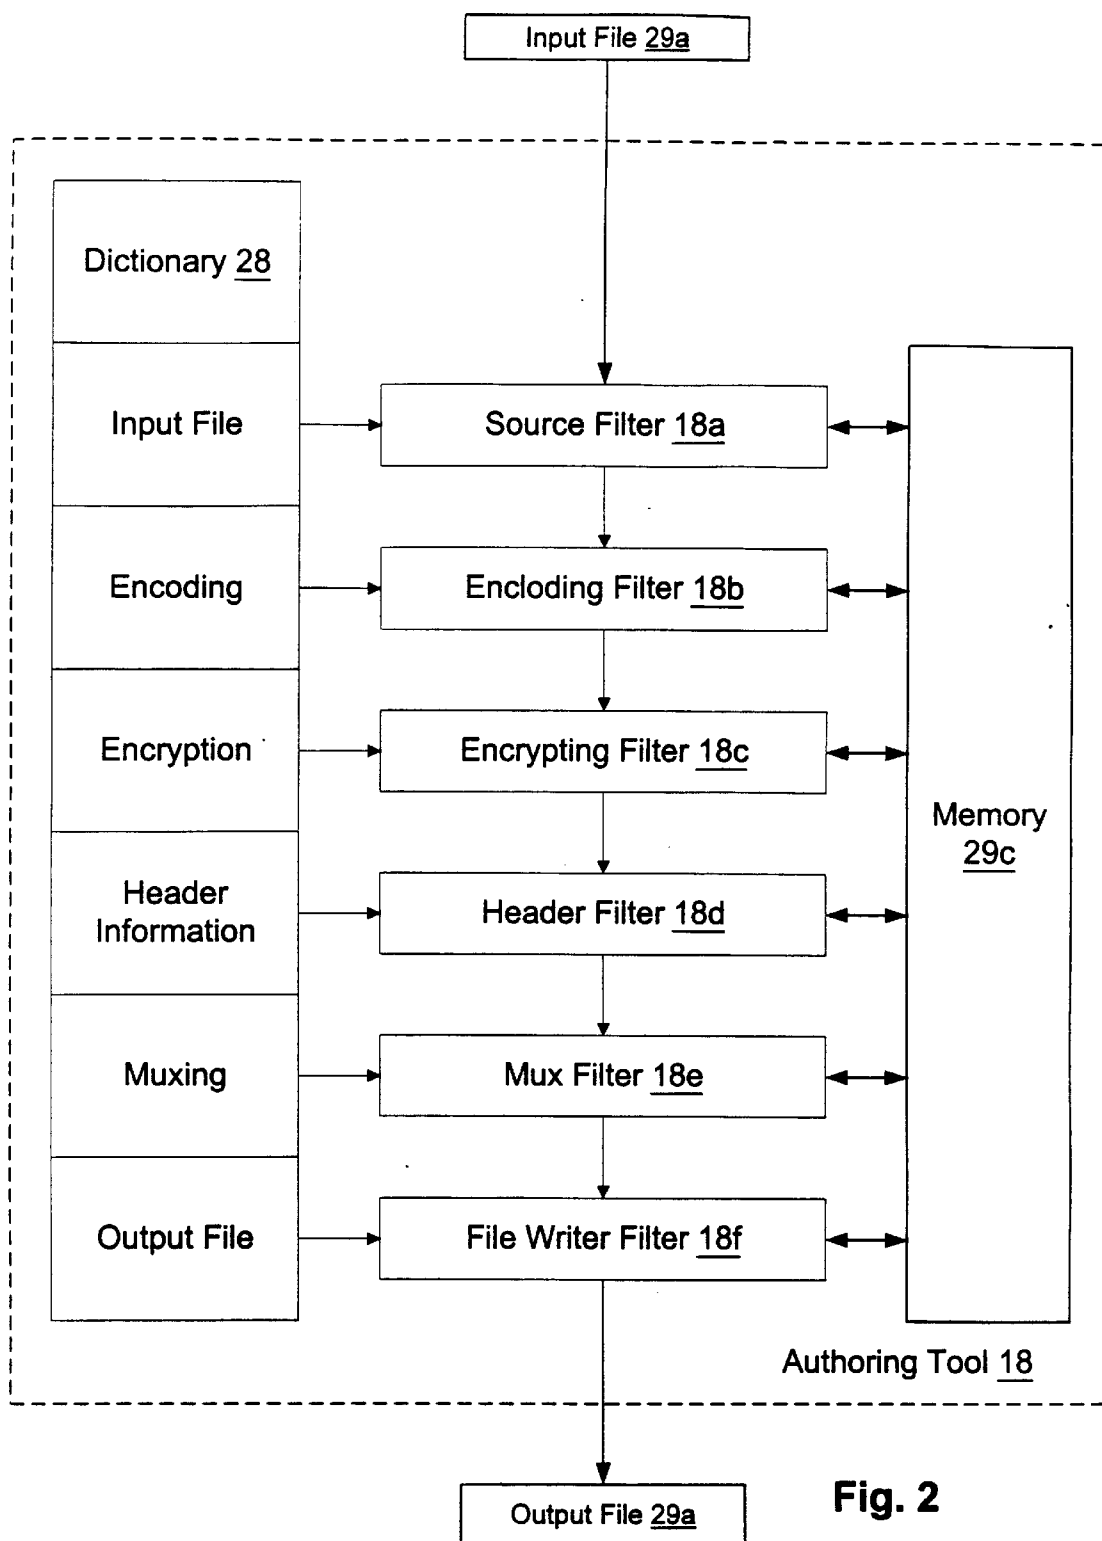 Input File 29a
Dictionary 28
Input File
Source Filter 18a
Encoding
Encloding Filter 18b
Encryption
Encrypting Filter 18c
Memory
29c
Header
Information
Header Filter 18d
Muxing
Mux Filter 18e
Output File
File Writer Filter 18f
Authoring Tool 18
Output File 29a
Fig. 2